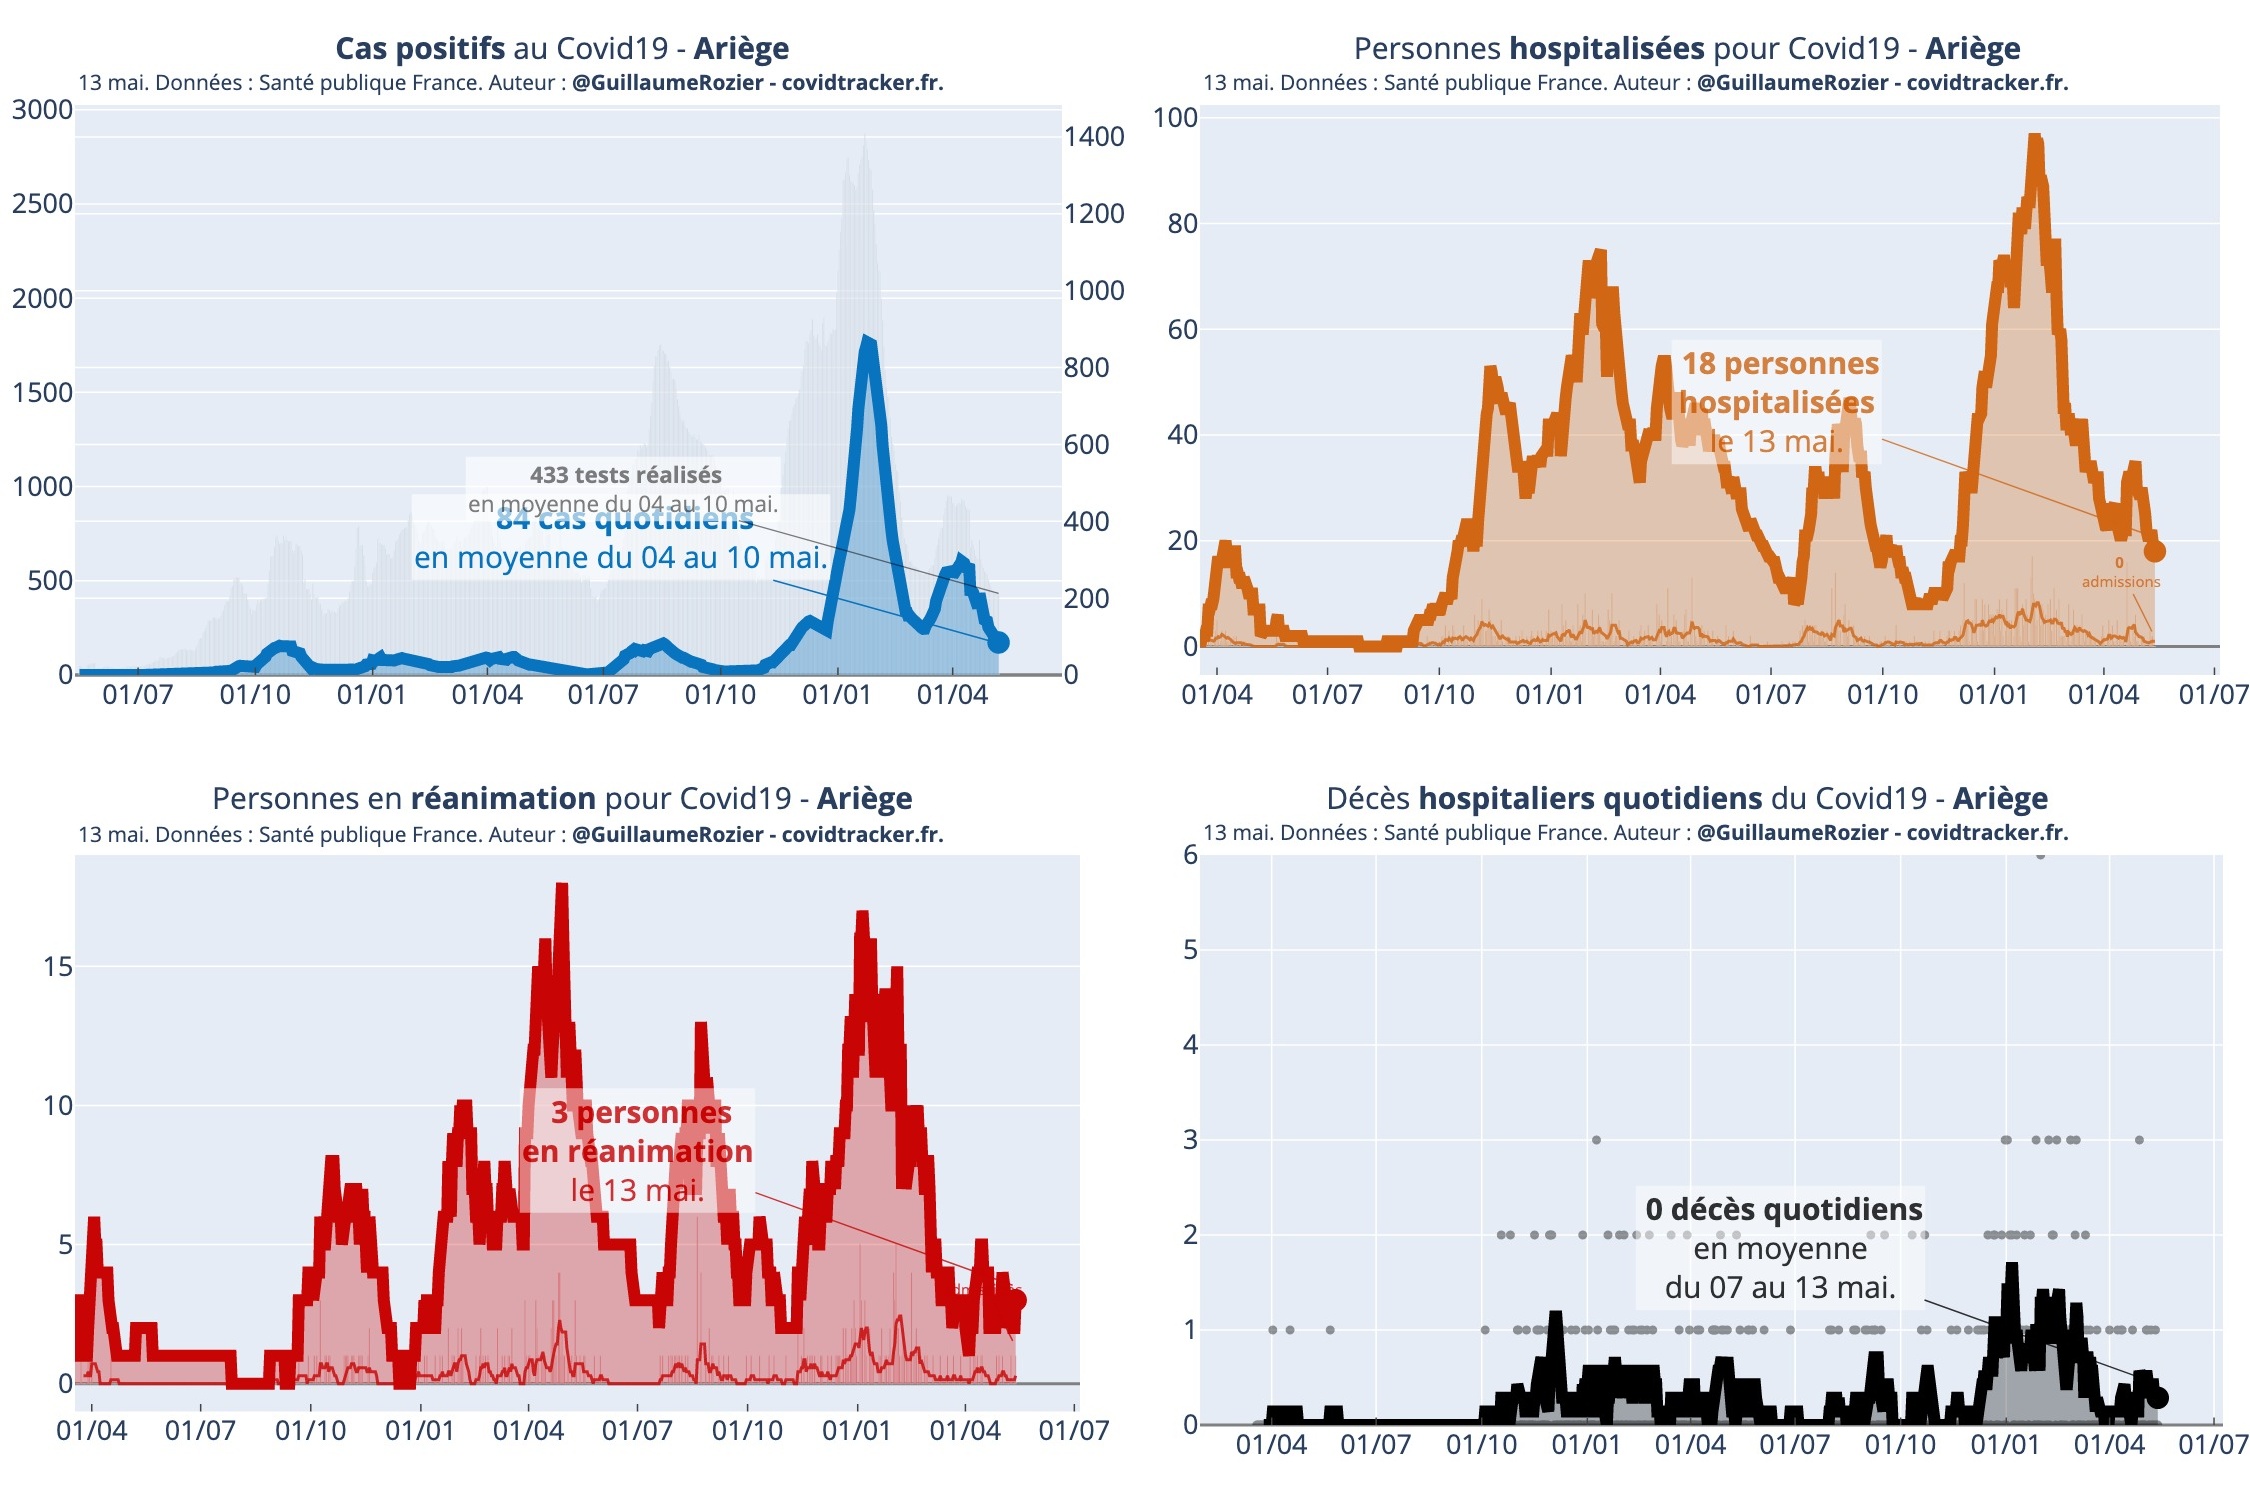 Cas positifs au Covid19 - Ariège
13 mai. Données : Santé publique France. Auteur : @GuillaumeRozier - covidtracker.fr.
3000
2500
2000
1500
1000
500
0
1400
1200
1000
800
600
400
200
0
433 tests réalisés
en moyenne du 04 au 10 mai.
84 cas quotidiens
en moyenne du 04 au 10 mai.
01/07 01/10 01/01 01/04 01/07 01/10 01/01 01/04
Personnes hospitalisées pour Covid19 - Ariège
13 mai. Données : Santé publique France. Auteur : @GuillaumeRozier - covidtracker.fr.
100
80
60
40
20
0
18 personnes
hospitalisées
le 13 mai.
0
admissions
01/04 01/07 01/10 01/01 01/04 01/07 01/10 01/01 01/04 01/07
Personnes en réanimation pour Covid19 - Ariège
13 mai. Données : Santé publique France. Auteur : @GuillaumeRozier - covidtracker.fr.
15
10
5
0
3 personnes
en réanimation
le 13 mai.
01/04 01/07 01/10 01/01 01/04 01/07 01/10 01/01 01/04 01/07
Décès hospitaliers quotidiens du Covid19 - Ariège
13 mai. Données : Santé publique France. Auteur : @GuillaumeRozier - covidtracker.fr.
6
5
4
3
2
1
0
0 décès quotidiens
en moyenne
du 07 au 13 mai.
01/04 01/07 01/10 01/01 01/04 01/07 01/10 01/01 01/04 01/07